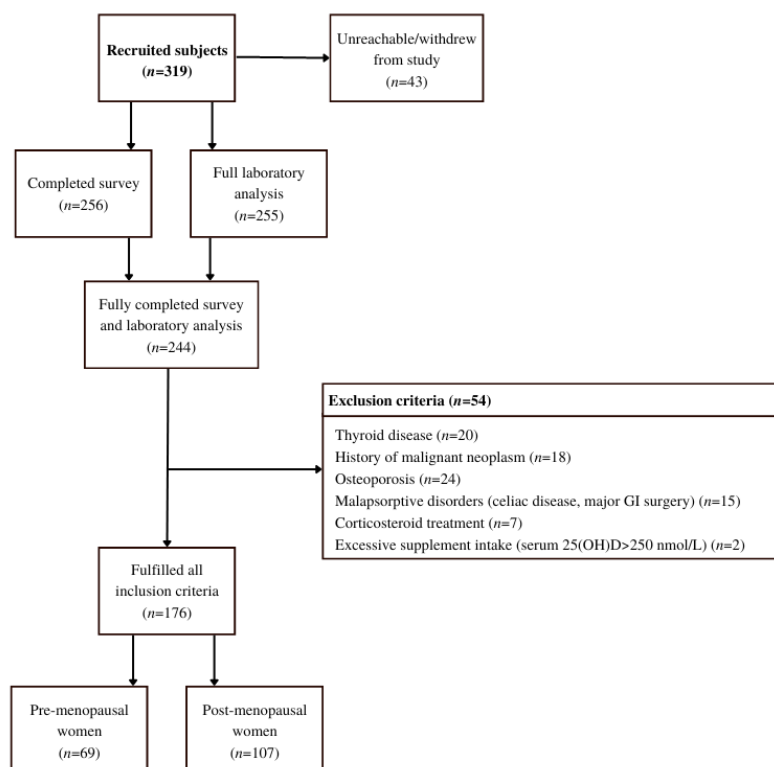 Recruited subjects
(n=319)
Unreachable/withdrew
from study
(n=43)
Completed survey
(n=256)
Full laboratory
analysis
(n=255)
Fully completed survey
and laboratory analysis
(n=244)
Exclusion criteria (n=54)
Thyroid disease (n=20)
History of malignant neoplasm (n=18)
Osteoporosis (n=24)
Malapsorptive disorders (celiac disease, major GI surgery) (n=15)
Corticosteroid treatment (n=7)
Excessive supplement intake (serum 25(OH)D>250 nmol/L) (n=2)
Fulfilled all
inclusion criteria
(n=176)
Pre-menopausal
women
(n=69)
Post-menopausal
women
(n=107)